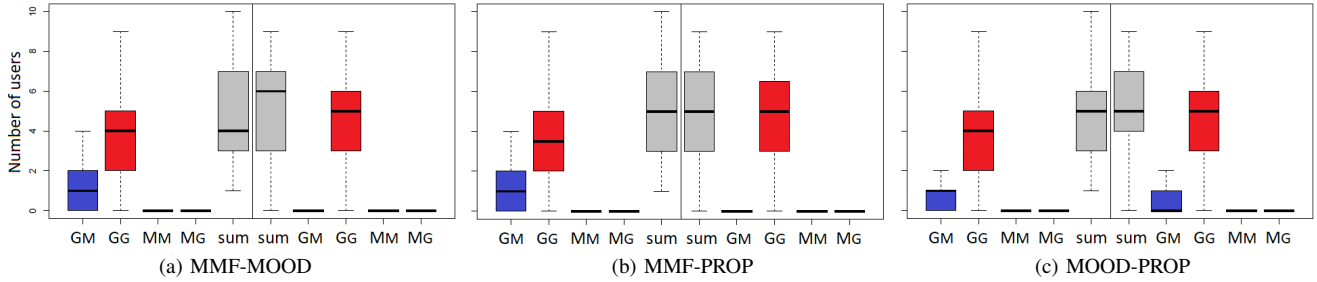 Number of users
10
8
6
4
2
0
GM GG MM MG sum sum GM GG MM MG
GM GG MM MG sum sum GM GG MM MG
GM GG MM MG sum sum GM GG MM MG
(a) MMF-MOOD
(b) MMF-PROP
(c) MOOD-PROP